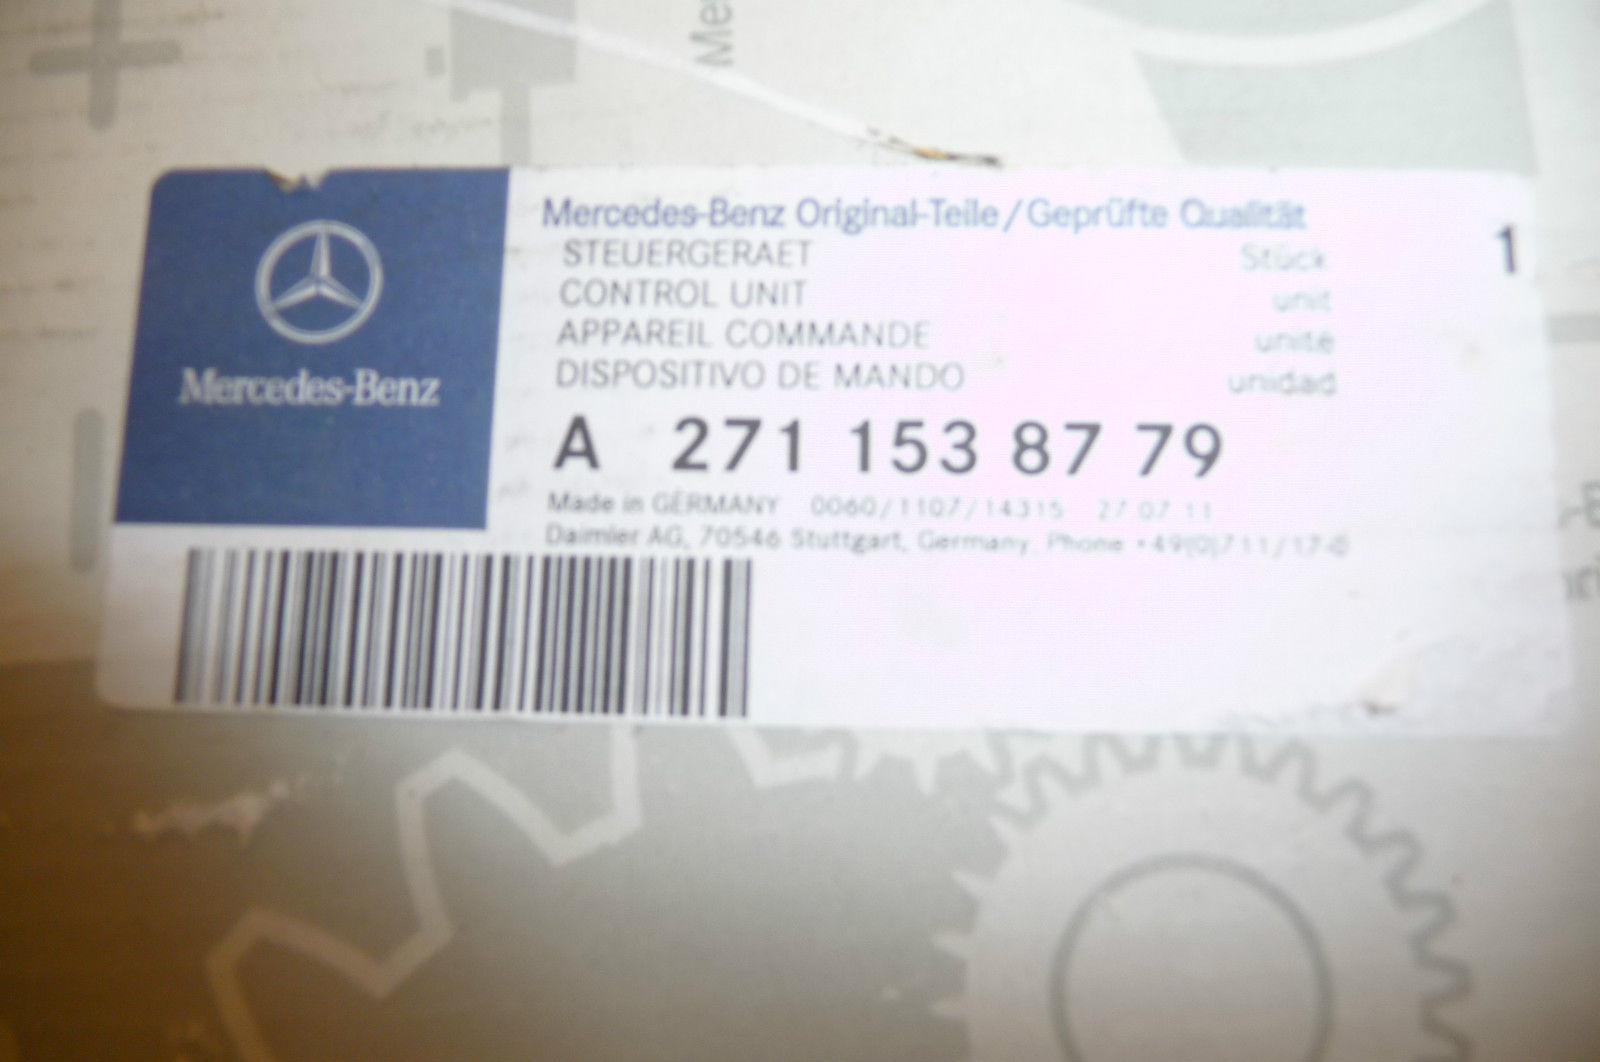 Me
Mercedes-Benz
Mercedes-Benz Original-Teile/Geprüfte Qualität
STEUERGERAET Stück 1
CONTROL UNIT unit
APPAREIL COMMANDE unité
DISPOSITIVO DE MANDO unidad
A 271 153 87 79
Made in GERMANY 0060/1107/14315 27 07 11
Daimler AG, 70546 Stuttgart, Germany Phone +49(0)711/17-0